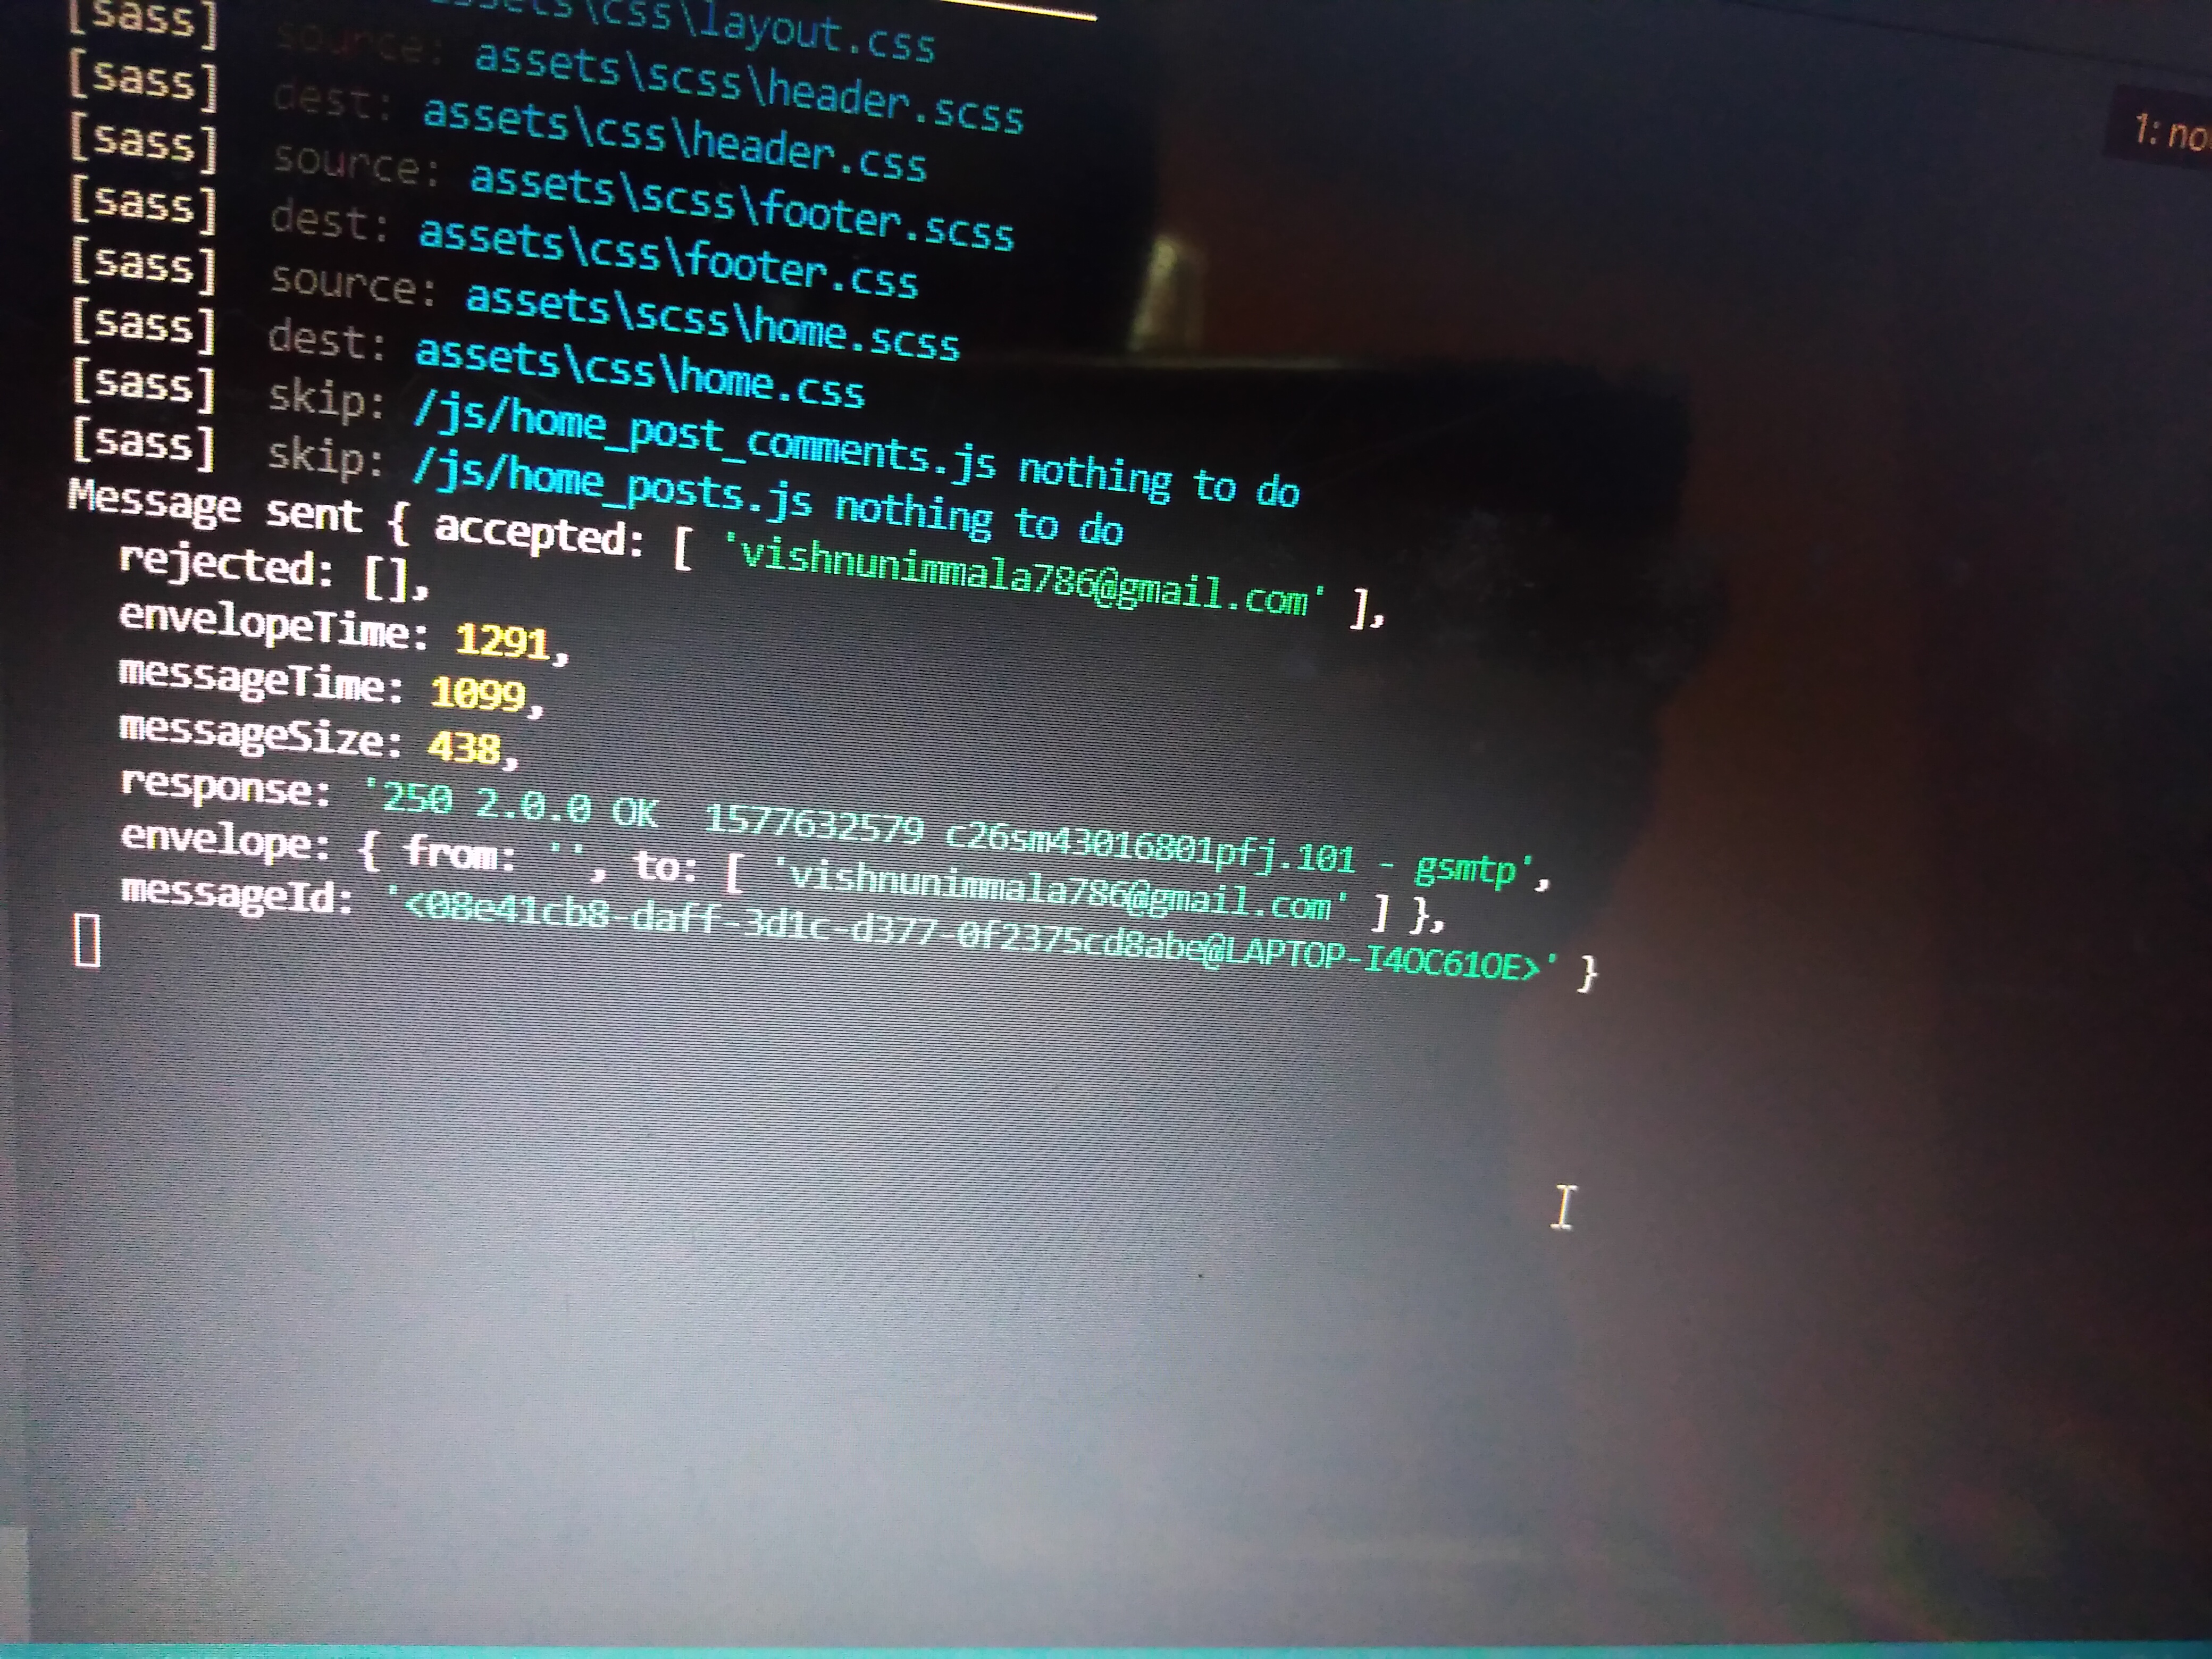 [sass] assets\css\layout.css
[sass] source: assets\scss\header.scss
[sass] dest: assets\css\header.css
[sass] source: assets\scss\footer.scss
[sass] dest: assets\css\footer.css
[sass] source: assets\scss\home.scss
[sass] dest: assets\css\home.css
[sass] skip: /js/home_post_comments.js nothing to do
[sass] skip: /js/home_posts.js nothing to do
Message sent { accepted: [ 'vishnunimmala786@gmail.com' ],
rejected: [],
envelopeTime: 1291,
messageTime: 1099,
messageSize: 438,
response: '250 2.0.0 OK  1577632579 c26sm43016801pfj.101 - gsmtp',
envelope: { from: '', to: [ 'vishnunimmala786@gmail.com' ] },
messageId: '<08e41cb8-daff-3d1c-d377-0f2375cd8abe@LAPTOP-I4OC61OE>' }
1: no